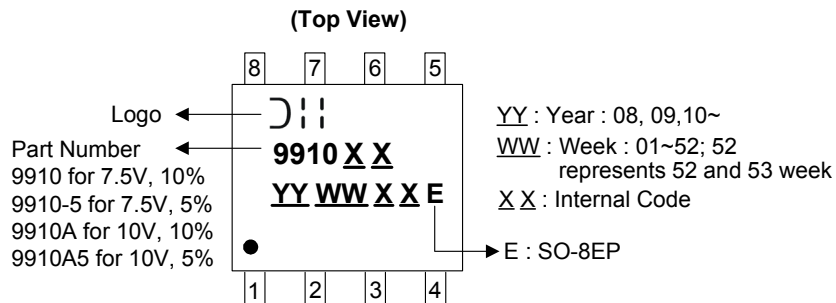 (Top View)
8 7 6 5
Logo
Part Number
9910 for 7.5V, 10%
9910-5 for 7.5V, 5%
9910A for 10V, 10%
9910A5 for 10V, 5%
9910 X X
YY WW X X E
1 2 3 4
YY : Year : 08, 09,10~
WW : Week : 01~52; 52
represents 52 and 53 week
X X : Internal Code
E : SO-8EP